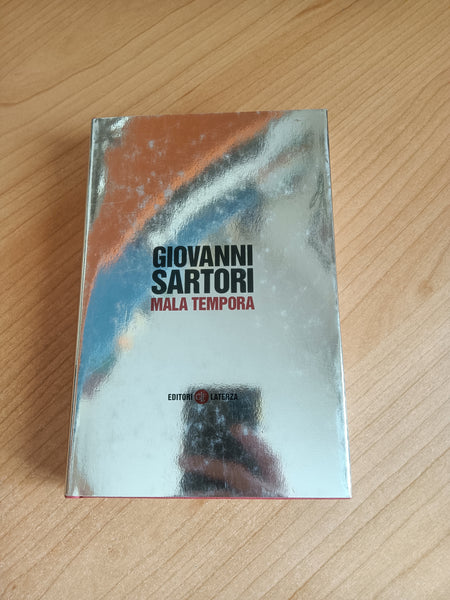 GIOVANNI
SARTORI
MALA TEMPORA
EDITORI LATERZA